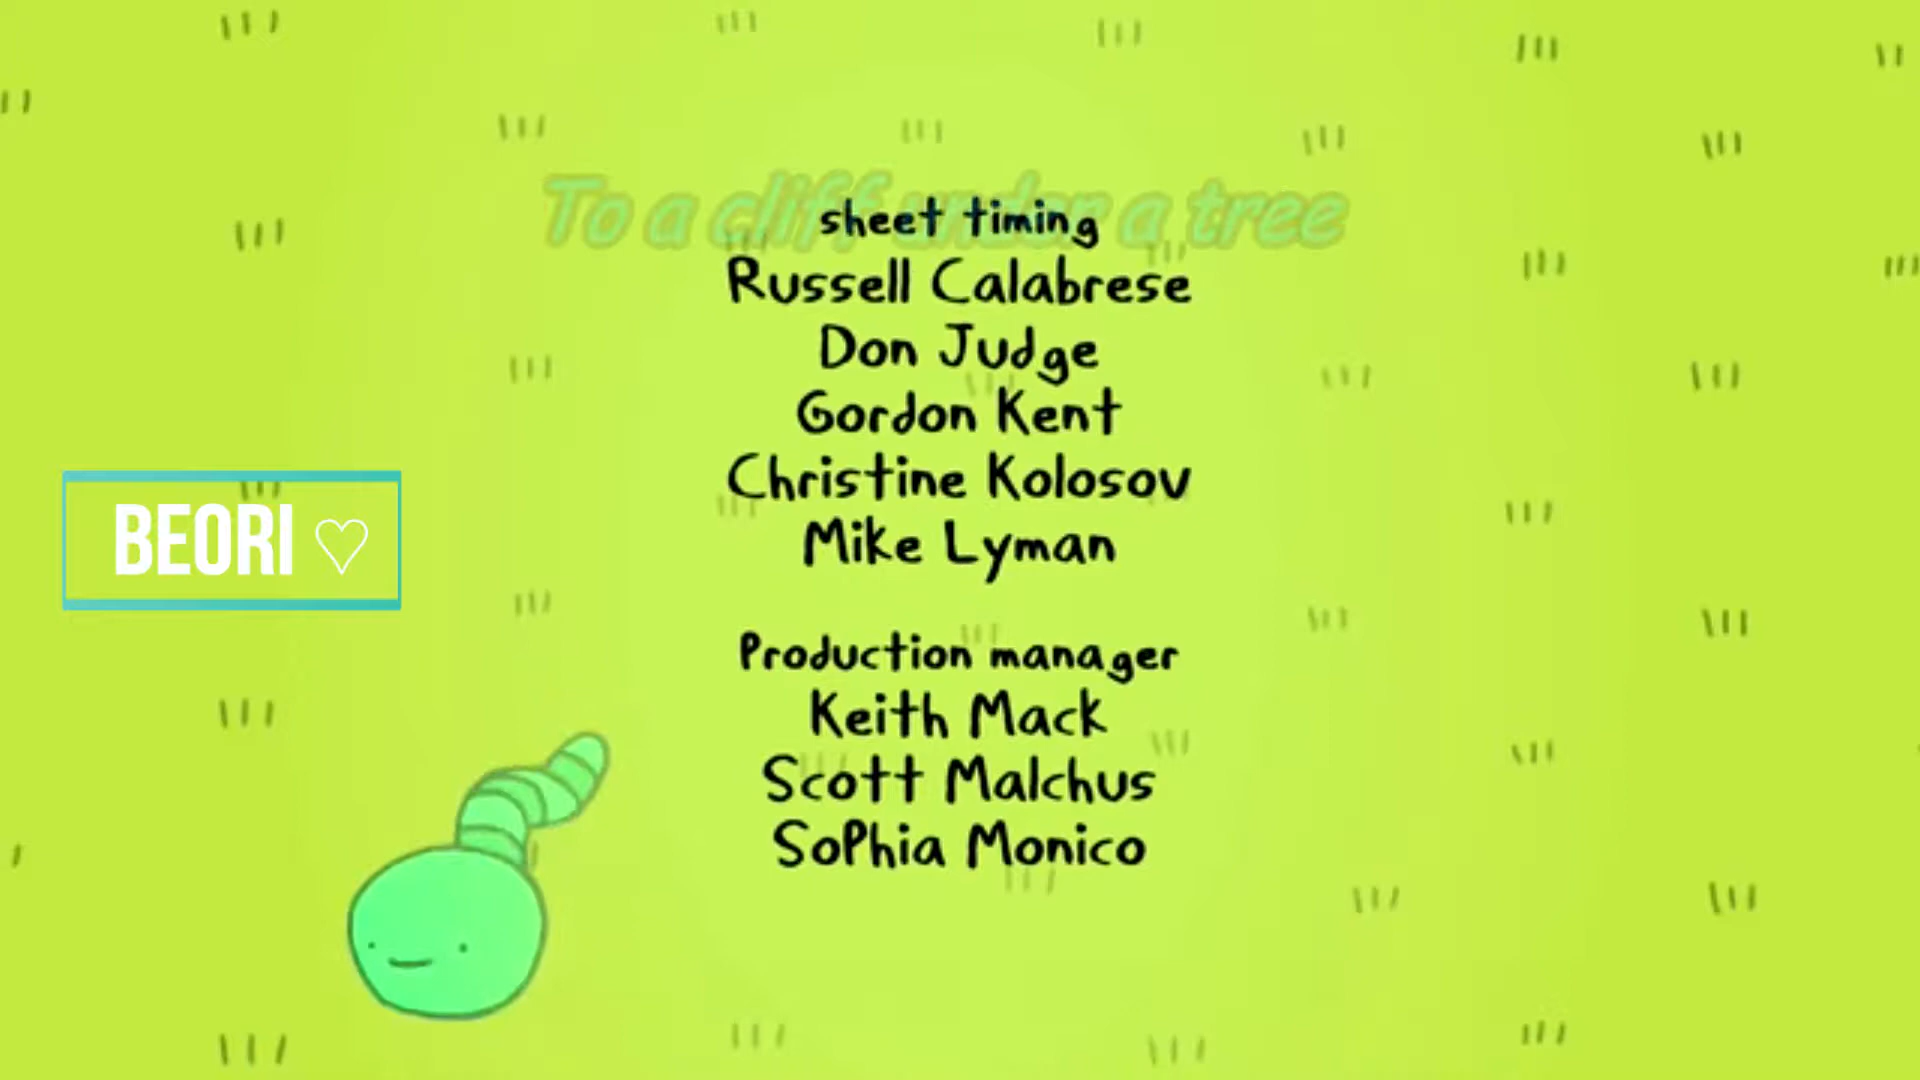 To a cliff under a tree
sheet timing
Russell Calabrese
Don Judge
Gordon Kent
Christine Kolosov
Mike Lyman
BEORI ♡
Production manager
Keith Mack
Scott Malchus
Sophia Monico